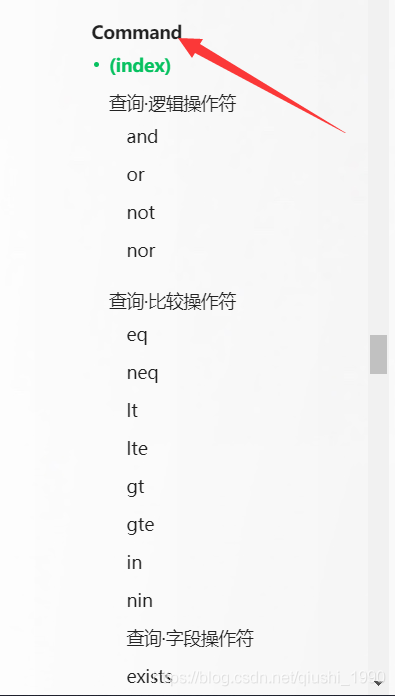 Command
• (index)
查询·逻辑操作符
and
or
not
nor
查询·比较操作符
eq
neq
lt
lte
gt
gte
in
nin
查询·字段操作符
exists
https://blog.csdn.net/qiushi_1990